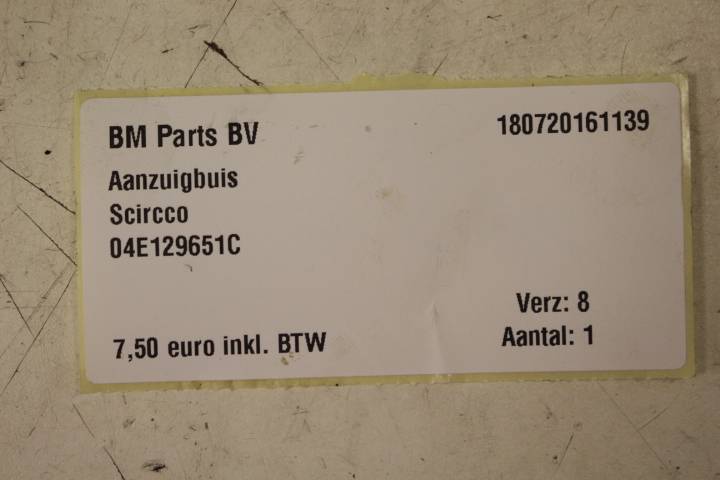 BM Parts BV 180720161139
Aanzuigbuis
Scircco
04E129651C
Verz: 8
7,50 euro inkl. BTW Aantal: 1